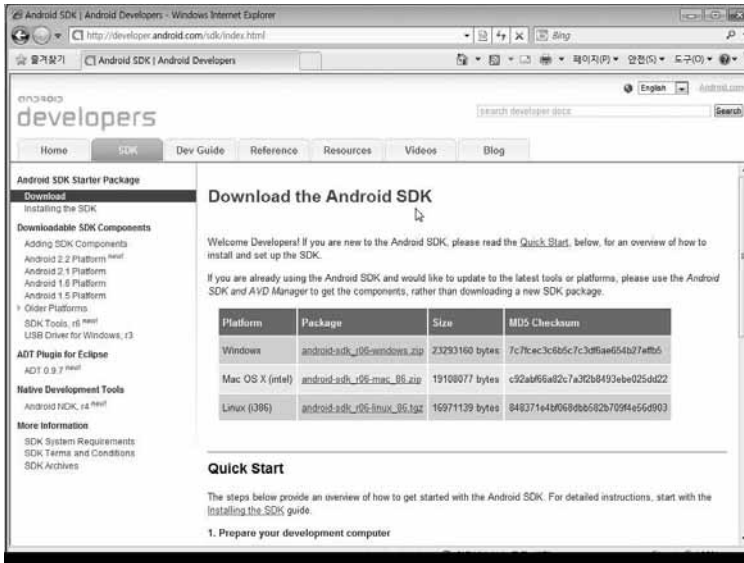 Android SDK | Android Developers - Windows Internet Explorer
http://developer.android.com/sdk/index.html
Bing
즐겨찾기
Android SDK | Android Developers
페이지(P)
안전(S)
도구(O)
English
Android.com
android
developers
search developer docs
Search
Home
SDK
Dev Guide
Reference
Resources
Videos
Blog
Android SDK Starter Package
Download
Installing the SDK
Downloadable SDK Components
Adding SDK Components
Android 2.2 Platform new!
Android 2.1 Platform
Android 1.6 Platform
Android 1.5 Platform
Older Platforms
SDK Tools, r6 new!
USB Driver for Windows, r3
ADT Plugin for Eclipse
ADT 0.9.7 new!
Native Development Tools
Android NDK, r4 new!
More Information
SDK System Requirements
SDK Terms and Conditions
SDK Archives
Download the Android SDK
Welcome Developers! If you are new to the Android SDK, please read the Quick Start, below, for an overview of how to
install and set up the SDK.
If you are already using the Android SDK and would like to update to the latest tools or platforms, please use the Android
SDK and AVD Manager to get the components, rather than downloading a new SDK package.
Platform Package Size MD5 Checksum
Windows android-sdk_r06-windows.zip 23293160 bytes 7c7fcec3c6b5c7c3df6ae654b27effb5
Mac OS X (intel) android-sdk_r06-mac_86.zip 19108077 bytes c92abf66a82c7a3f2b8493ebe025dd22
Linux (i386) android-sdk_r06-linux_86.tgz 16971139 bytes 848371e4bf068dbb582b709f4e56d903
Quick Start
The steps below provide an overview of how to get started with the Android SDK. For detailed instructions, start with the
Installing the SDK guide.
1. Prepare your development computer